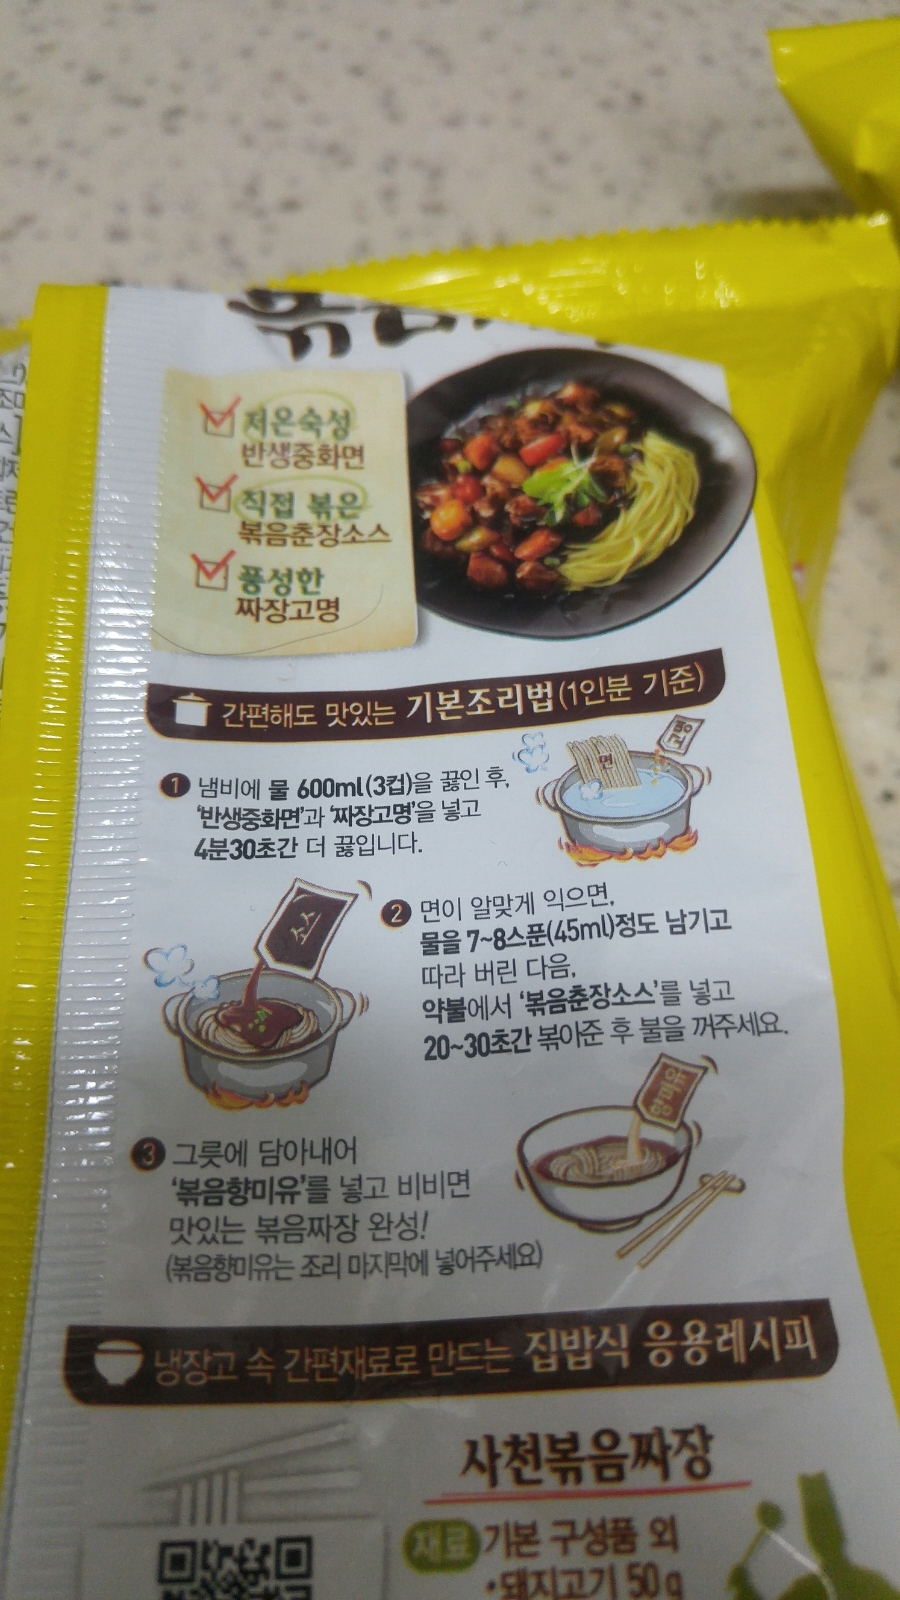 저온숙성
반생중화면
직접 볶은
볶음춘장소스
풍성한
짜장고명
간편해도 맛있는 기본조리법(1인분 기준)
1 냄비에 물 600ml(3컵)을 끓인 후,
'반생중화면'과 '짜장고명'을 넣고
4분30초간 더 끓입니다.
면
고명
2 면이 알맞게 익으면,
물을 7~8스푼(45ml)정도 남기고
따라 버린 다음,
약불에서 '볶음춘장소스'를 넣고
20~30초간 볶아준 후 불을 꺼주세요.
소스
3 그릇에 담아내어
'볶음향미유'를 넣고 비비면
맛있는 볶음짜장 완성!
(볶음향미유는 조리 마지막에 넣어주세요)
향미유
냉장고 속 간편재료로 만드는 집밥식 응용레시피
사천볶음짜장
재료 기본 구성품 외
•돼지고기 50g